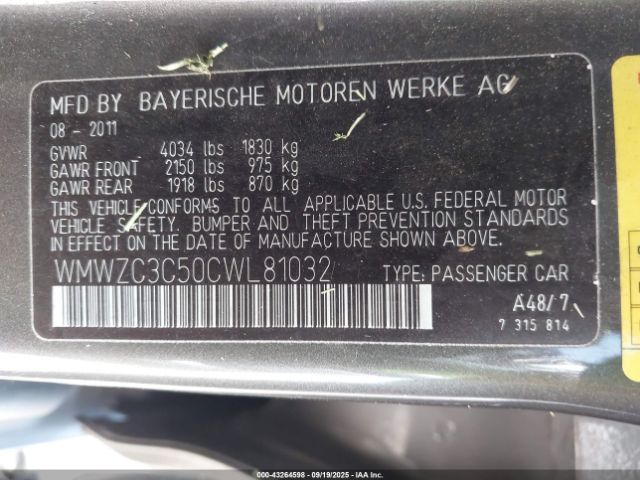 MFD BY BAYERISCHE MOTOREN WERKE AG
08 - 2011
GVWR 4034 lbs 1830 kg
GAWR FRONT 2150 lbs 975 kg
GAWR REAR 1918 lbs 870 kg
THIS VEHICLE CONFORMS TO ALL APPLICABLE U.S. FEDERAL MOTOR
VEHICLE SAFETY, BUMPER AND THEFT PREVENTION STANDARDS
IN EFFECT ON THE DATE OF MANUFACTURE SHOWN ABOVE.
WMWZC3C50CWL81032 TYPE: PASSENGER CAR
A48/7
7 315 814
©Copyright - 43264598 - 09/19/2025 - IAA Inc.